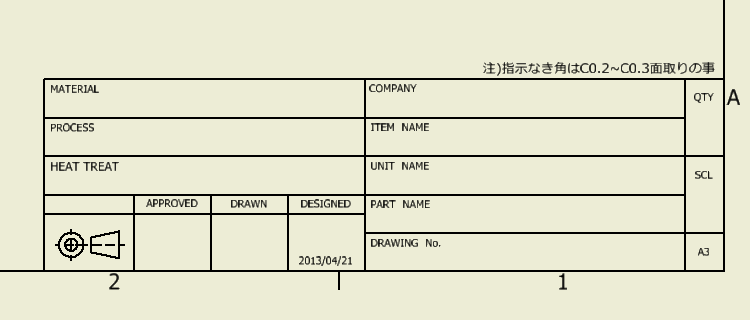 注)指示なき角はC0.2~C0.3面取りの事
MATERIAL
COMPANY
QTY
A
PROCESS
ITEM NAME
HEAT TREAT
UNIT NAME
SCL
APPROVED
DRAWN
DESIGNED
PART NAME
2013/04/21
DRAWING No.
A3
2
1